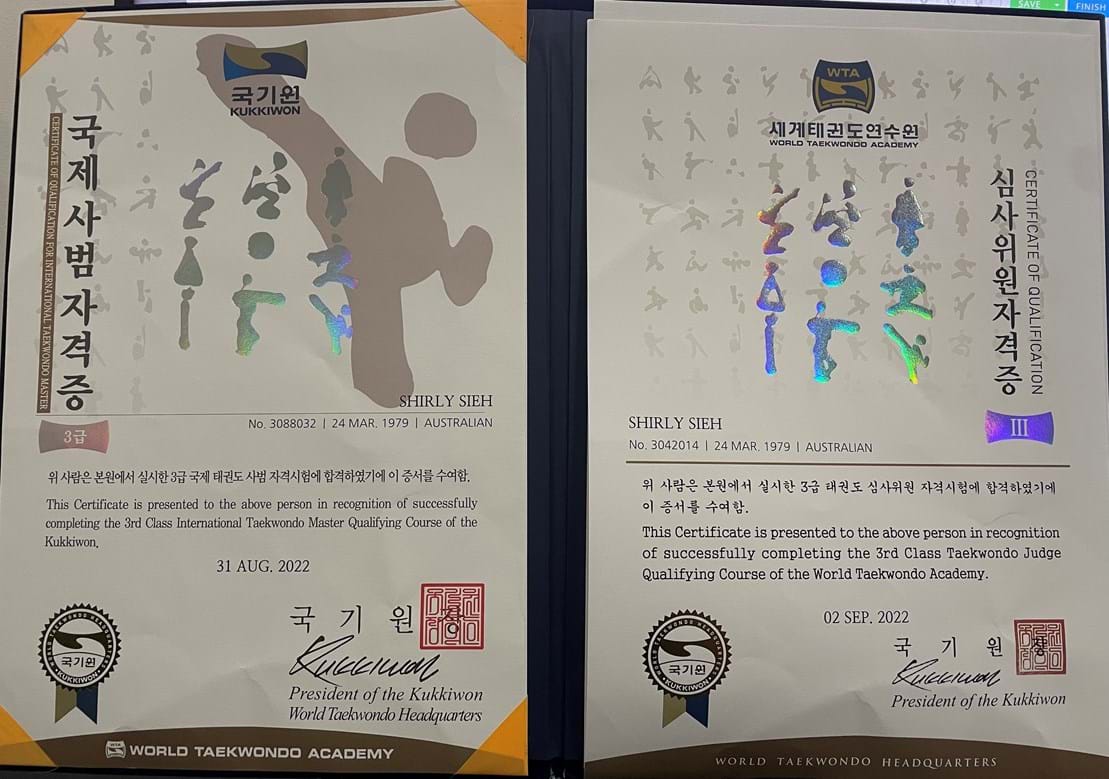 SAVE
FINISH
국기원
KUKKIWON
국제사범자격증
CERTIFICATE OF QUALIFICATION FOR INTERNATIONAL TAEKWONDO MASTER
3급
SHIRLY SIEH
No. 3088032 | 24 MAR. 1979 | AUSTRALIAN
위 사람은 본원에서 실시한 3급 국제 태권도 사범 자격시험에 합격하였기에 이 증서를 수여함.
This Certificate is presented to the above person in recognition of successfully
completing the 3rd Class International Taekwondo Master Qualifying Course of the
Kukkiwon.
31 AUG. 2022
국 기 원 장
Kukkiwon
President of the Kukkiwon
World Taekwondo Headquarters
국기원
KUKKIWON
WTA
WORLD TAEKWONDO ACADEMY
WTA
세계태권도연수원
WORLD TAEKWONDO ACADEMY
심사위원자격증
CERTIFICATE OF QUALIFICATION
III
SHIRLY SIEH
No. 3042014 | 24 MAR. 1979 | AUSTRALIAN
위 사람은 본원에서 실시한 3급 태권도 심사위원 자격시험에 합격하였기에
이 증서를 수여함.
This Certificate is presented to the above person in recognition
of successfully completing the 3rd Class Taekwondo Judge
Qualifying Course of the World Taekwondo Academy.
02 SEP. 2022
국 기 원 장
Kukkiwon
President of the Kukkiwon
WORLD TAEKWONDO HEADQUARTERS
국기원
KUKKIWON
WORLD TAEKWONDO HEADQUARTERS